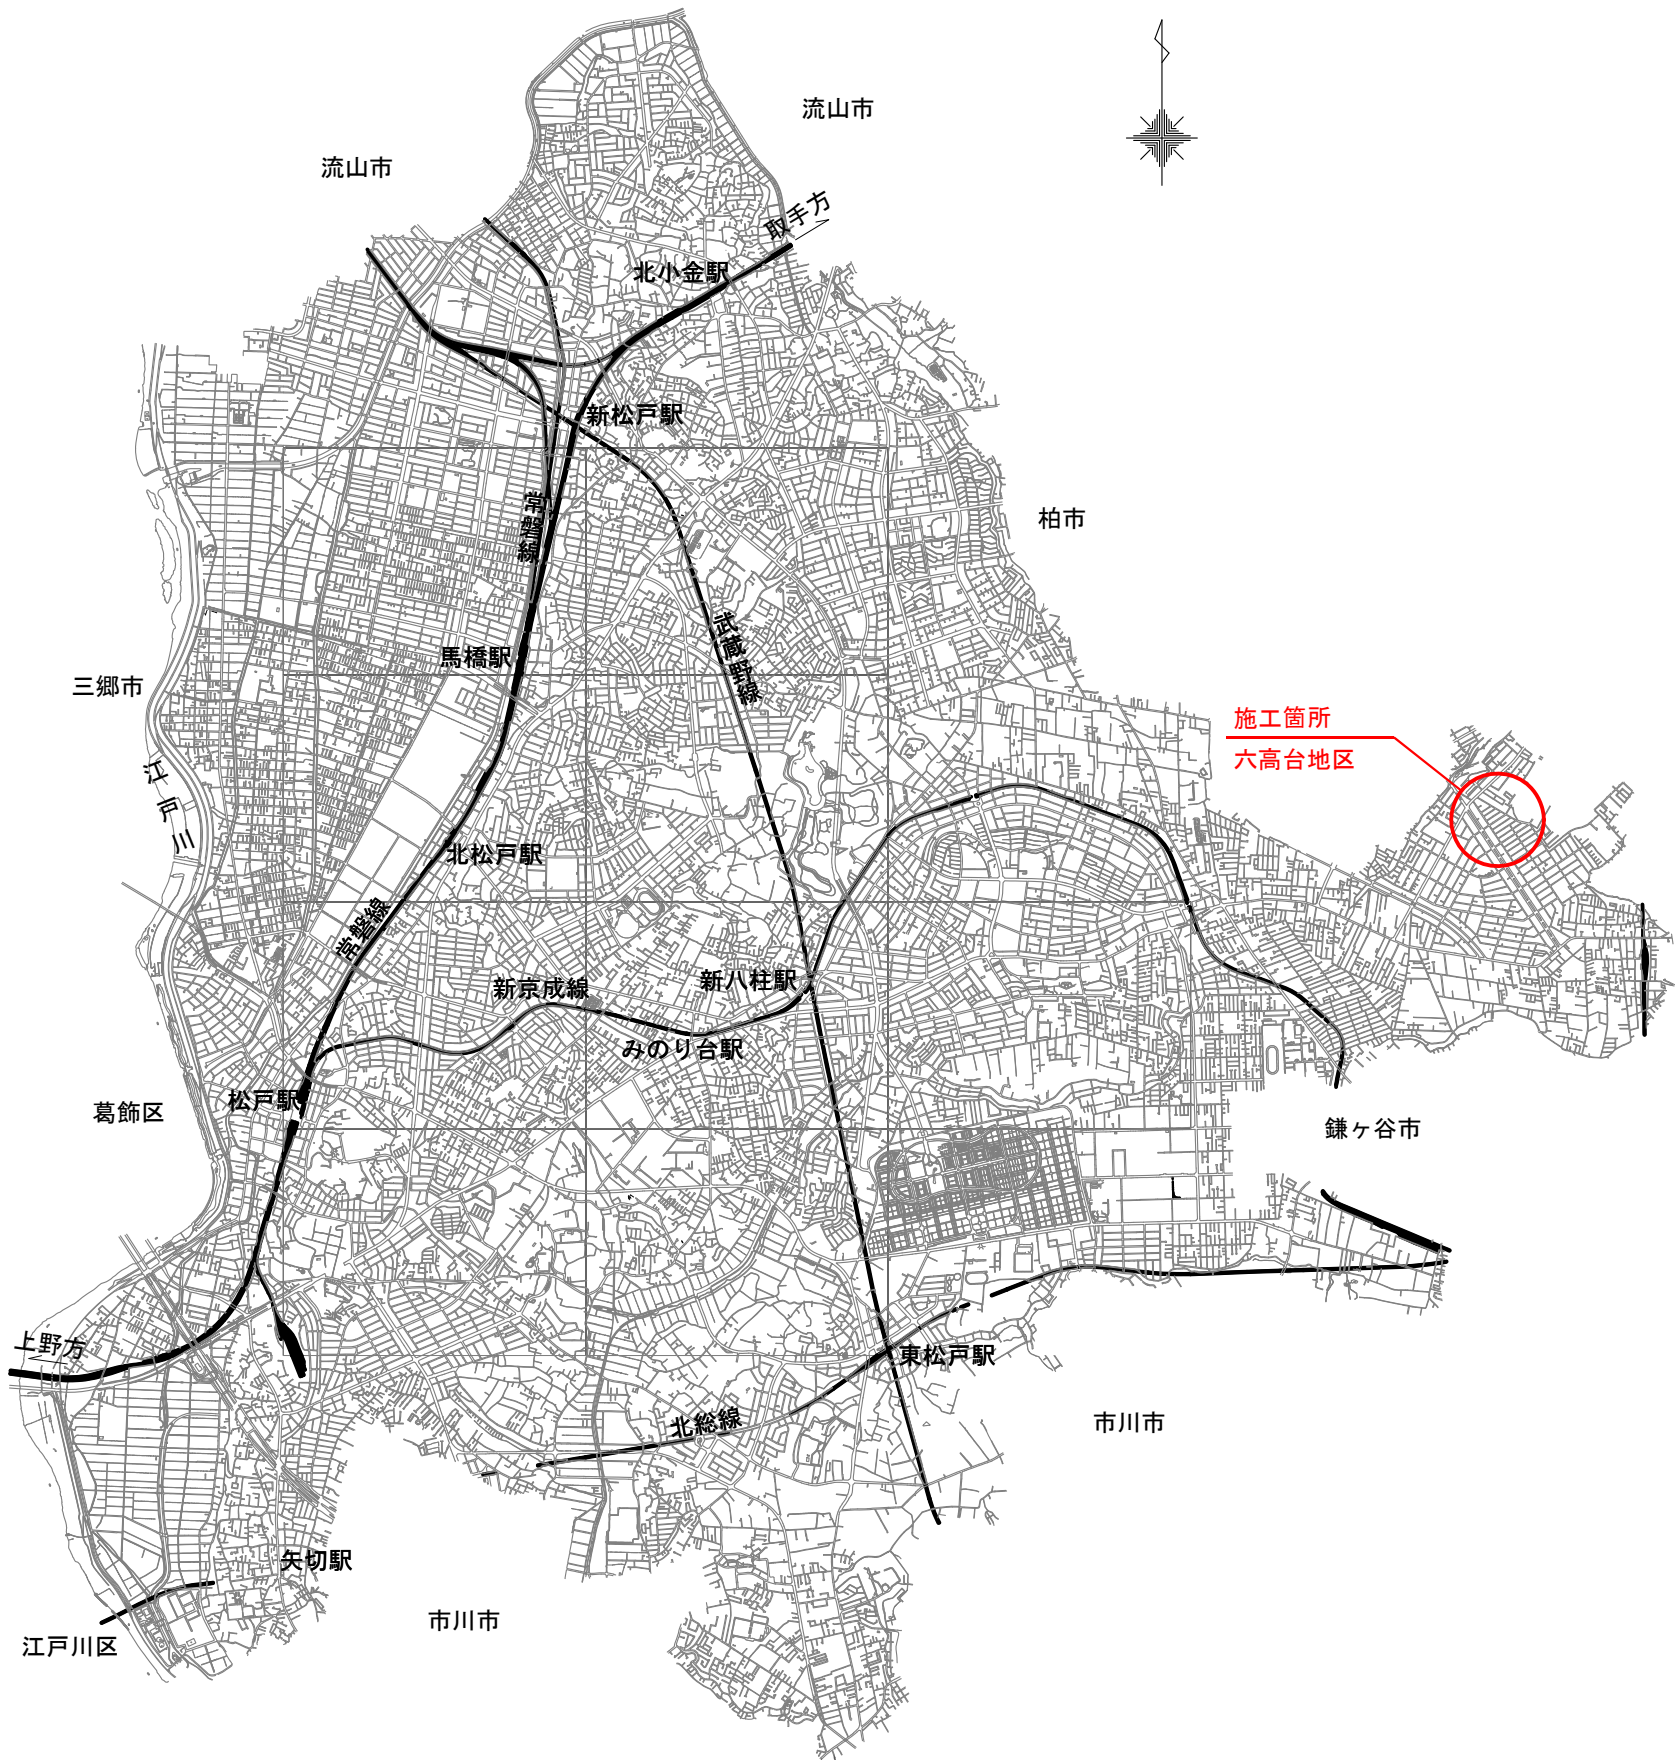 流山市
流山市
取手方
北小金駅
新松戸駅
常磐線
柏市
武蔵野線
馬橋駅
三郷市
施工箇所
六高台地区
江戸川
北松戸駅
常磐線
新京成線
新八柱駅
みのり台駅
松戸駅
葛飾区
鎌ヶ谷市
上野方
東松戸駅
北総線
市川市
矢切駅
市川市
江戸川区